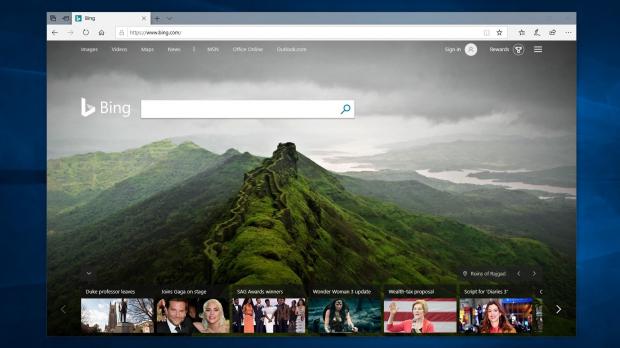 Bing
https://www.bing.com/
Images Videos Maps News MSN Office Online Outlook.com Sign in Rewards
Bing
Ruins of Rajgad
Duke professor leaves Joins Gaga on stage SAG Awards winners Wonder Woman 3 update Wealth-tax proposal Script for 'Diaries 3' C